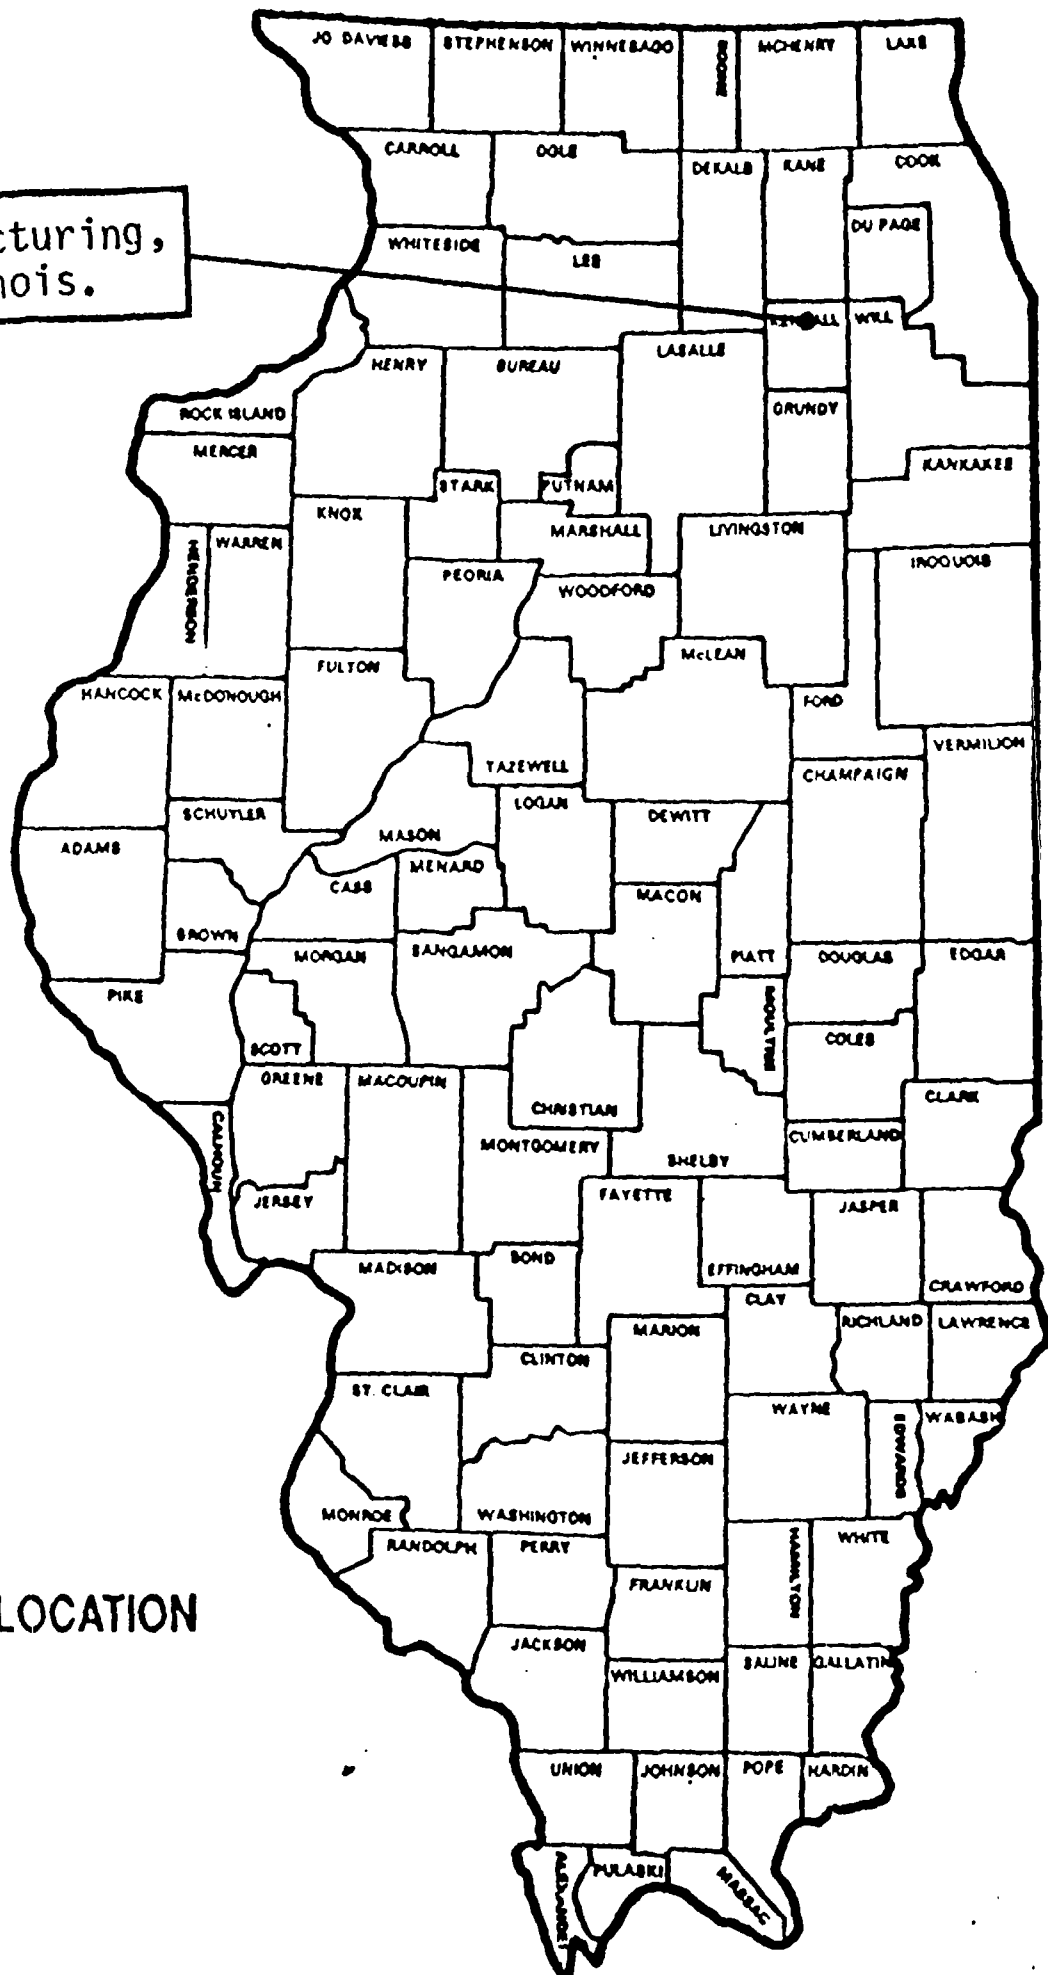 JO DAVIESS STEPHENSON WINNEBAGO BOONE MCHENRY LAKE
CARROLL OGLE DEKALB KANE COOK
cturing,
nois.
WHITESIDE LEE DU PAGE
WILL
HENRY BUREAU LASALLE
ROCK ISLAND GRUNDY
MERCER KANKAKEE
STARK PUTNAM
KNOX MARSHALL LIVINGSTON
HENDERSON WARREN PEORIA WOODFORD IROQUOIS
FULTON McLEAN
HANCOCK McDONOUGH FORD
TAZEWELL CHAMPAIGN VERMILION
SCHUYLER LOGAN DEWITT
ADAMS MASON
CASS MENARD MACON
BROWN MORGAN SANGAMON PIATT DOUGLAS EDGAR
PIKE MOULTRIE
SCOTT COLES
GREENE MACOUPIN CHRISTIAN CLARK
CALHOUN MONTGOMERY SHELBY CUMBERLAND
JERSEY FAYETTE JASPER
MADISON BOND EFFINGHAM CRAWFORD
CLAY RICHLAND LAWRENCE
MARION
CLINTON
ST. CLAIR WAYNE EDWARDS WABASH
JEFFERSON
MONROE WASHINGTON
RANDOLPH PERRY HAMILTON WHITE
FRANKLIN
LOCATION
JACKSON WILLIAMSON SALINE GALLATIN
UNION JOHNSON POPE HARDIN
ALEXANDER PULASKI MASSAC